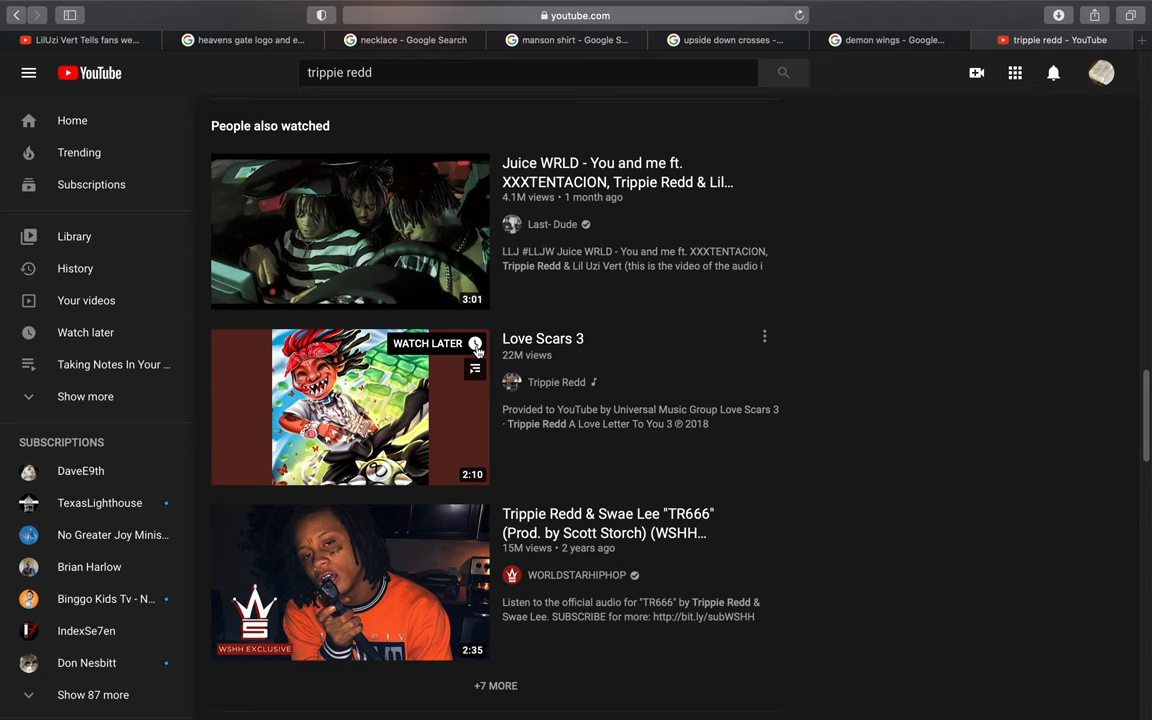 youtube.com
LilUzi Vert Tells fans we...
heavens gate logo and e...
necklace - Google Search
manson shirt - Google S...
upside down crosses -...
demon wings - Google...
trippie redd - YouTube
YouTube
trippie redd
Home
Trending
Subscriptions
Library
History
Your videos
Watch later
Taking Notes In Your ...
Show more
SUBSCRIPTIONS
DaveE9th
TexasLighthouse
No Greater Joy Minis...
Brian Harlow
Binggo Kids Tv - N...
IndexSe7en
Don Nesbitt
Show 87 more
People also watched
3:01
Juice WRLD - You and me ft.
XXXTENTACION, Trippie Redd & Lil...
4.1M views • 1 month ago
Last- Dude
LLJ #LLJW Juice WRLD - You and me ft. XXXTENTACION,
Trippie Redd & Lil Uzi Vert (this is the video of the audio i
WATCH LATER
2:10
Love Scars 3
22M views
Trippie Redd
Provided to YouTube by Universal Music Group Love Scars 3
· Trippie Redd A Love Letter To You 3 ℗ 2018
WSHH EXCLUSIVE
2:35
Trippie Redd & Swae Lee "TR666"
(Prod. by Scott Storch) (WSHH...
15M views • 2 years ago
WORLDSTARHIPHOP
Listen to the official audio for "TR666" by Trippie Redd &
Swae Lee. SUBSCRIBE for more: http://bit.ly/subWSHH
+7 MORE